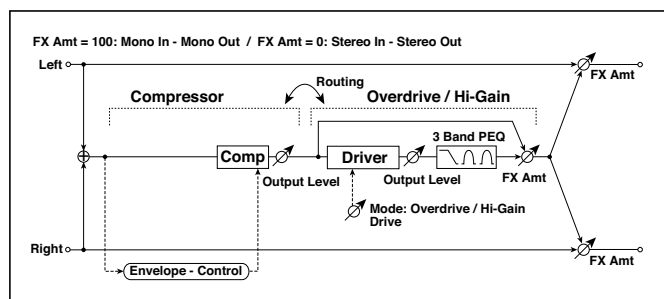 FX Amt = 100: Mono In - Mono Out / FX Amt = 0: Stereo In - Stereo Out
Left
FX Amt
Routing
Compressor
Overdrive / Hi-Gain
3 Band PEQ
Comp
Driver
Output Level
Output Level
FX Amt
Mode: Overdrive / Hi-Gain
Drive
Right
FX Amt
Envelope - Control